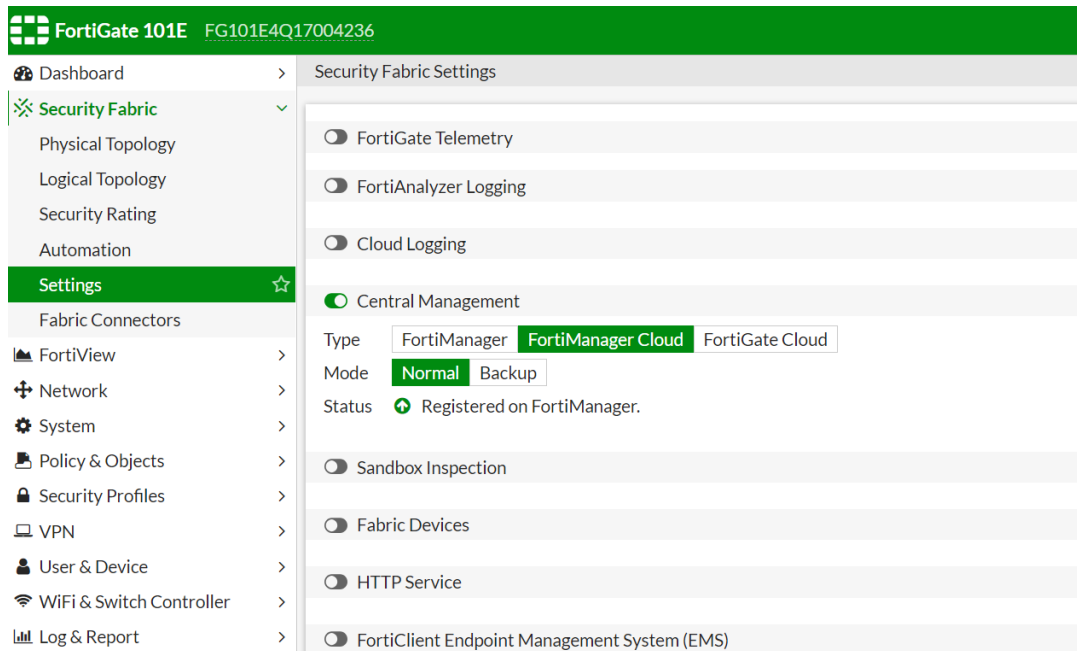 FortiGate 101E FG101E4Q17004236
Dashboard
Security Fabric
Physical Topology
Logical Topology
Security Rating
Automation
Settings
Fabric Connectors
FortiView
Network
System
Policy & Objects
Security Profiles
VPN
User & Device
WiFi & Switch Controller
Log & Report
Security Fabric Settings
FortiGate Telemetry
FortiAnalyzer Logging
Cloud Logging
Central Management
Type FortiManager FortiManager Cloud FortiGate Cloud
Mode Normal Backup
Status Registered on FortiManager.
Sandbox Inspection
Fabric Devices
HTTP Service
FortiClient Endpoint Management System (EMS)